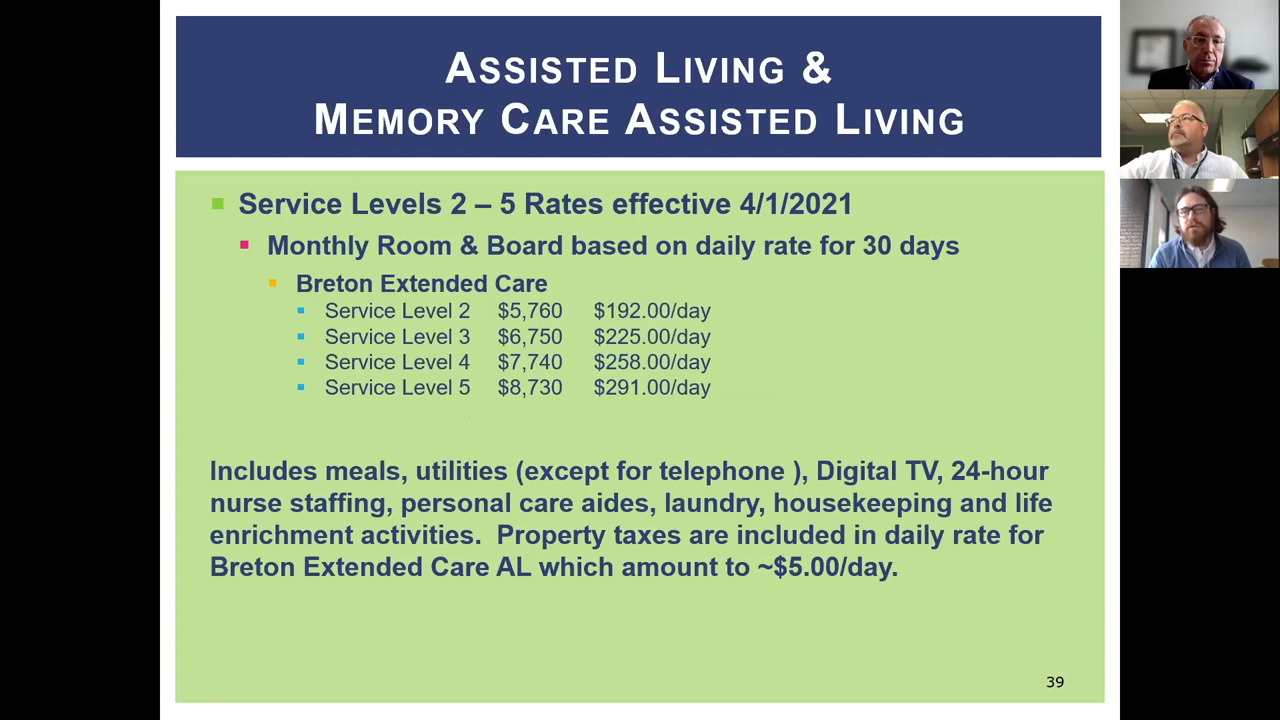 ASSISTED LIVING &
MEMORY CARE ASSISTED LIVING
Service Levels 2 – 5 Rates effective 4/1/2021
Monthly Room & Board based on daily rate for 30 days
Breton Extended Care
Service Level 2 $5,760 $192.00/day
Service Level 3 $6,750 $225.00/day
Service Level 4 $7,740 $258.00/day
Service Level 5 $8,730 $291.00/day
Includes meals, utilities (except for telephone ), Digital TV, 24-hour
nurse staffing, personal care aides, laundry, housekeeping and life
enrichment activities. Property taxes are included in daily rate for
Breton Extended Care AL which amount to ~$5.00/day.
39